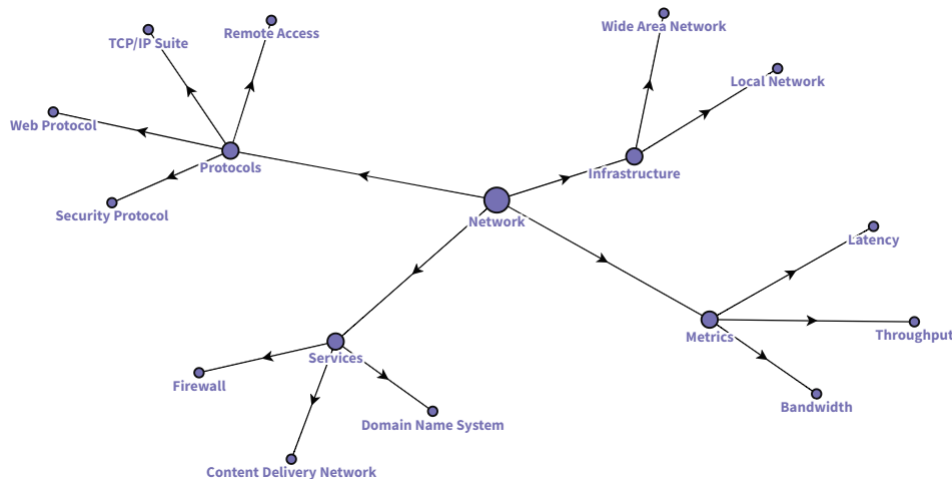 Remote Access
TCP/IP Suite
Web Protocol
Protocols
Security Protocol
Wide Area Network
Local Network
Infrastructure
Network
Latency
Throughput
Metrics
Bandwidth
Services
Firewall
Domain Name System
Content Delivery Network